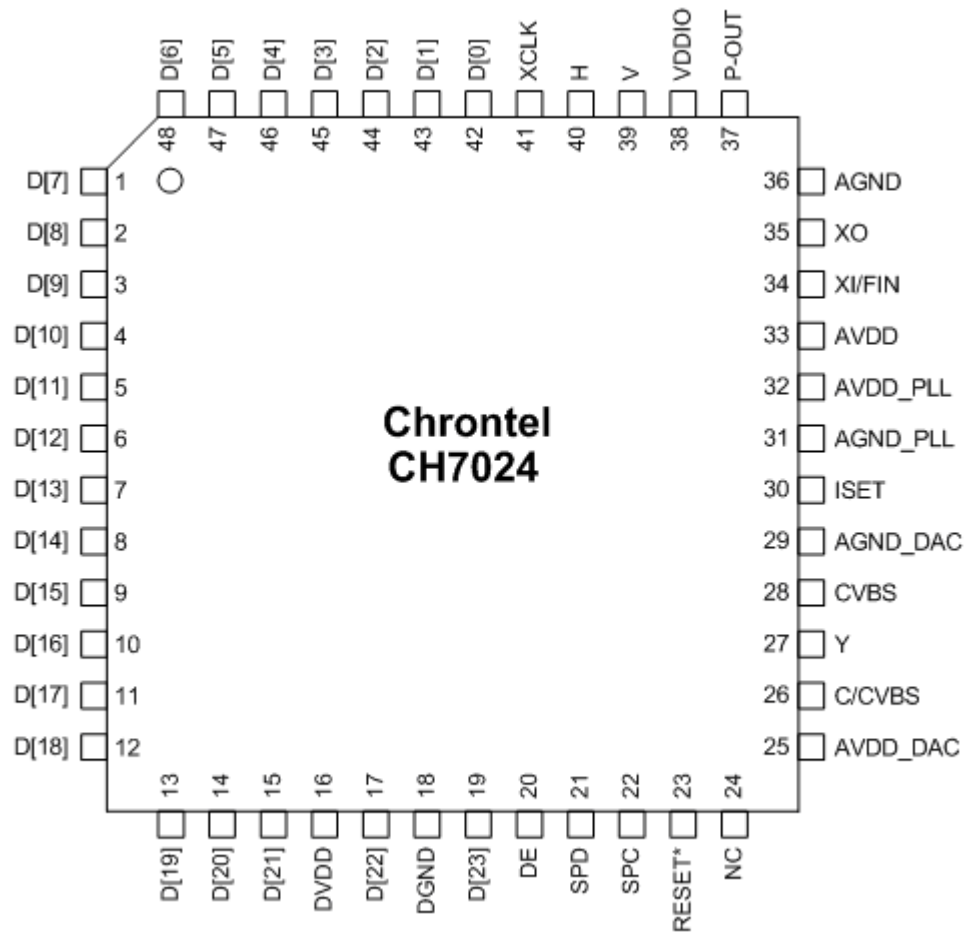 D[6] D[5] D[4] D[3] D[2] D[1] D[0] XCLK H V VDDIO P-OUT
48 47 46 45 44 43 42 41 40 39 38 37
D[7] 1 36 AGND
D[8] 2 35 XO
D[9] 3 34 XI/FIN
D[10] 4 33 AVDD
D[11] 5 32 AVDD_PLL
Chrontel
D[12] 6 31 AGND_PLL
CH7024
D[13] 7 30 ISET
D[14] 8 29 AGND_DAC
D[15] 9 28 CVBS
D[16] 10 27 Y
D[17] 11 26 C/CVBS
D[18] 12 25 AVDD_DAC
13 14 15 16 17 18 19 20 21 22 23 24
D[19] D[20] D[21] DVDD D[22] DGND D[23] DE SPD SPC RESET* NC